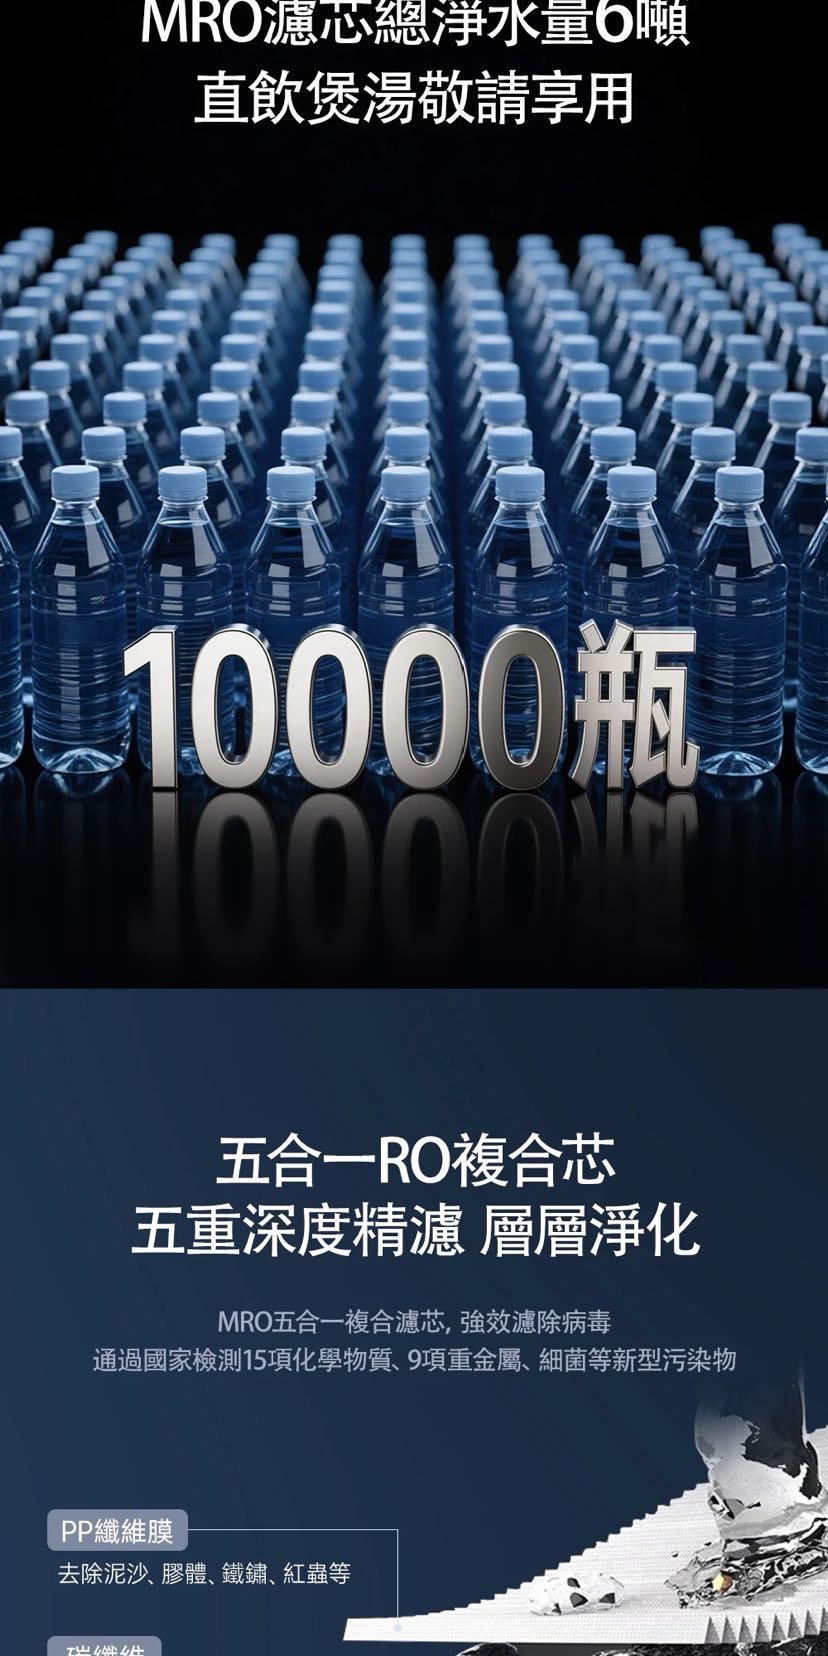 MRO濾芯總淨水量6噸
直飲煲湯敬請享用
10000瓶
五合一RO複合芯
五重深度精濾 層層淨化
MRO五合一複合濾芯, 強效濾除病毒
通過國家檢測15項化學物質、9項重金屬、細菌等新型污染物
PP纖維膜
去除泥沙、膠體、鐵鏽、紅蟲等
碳纖維